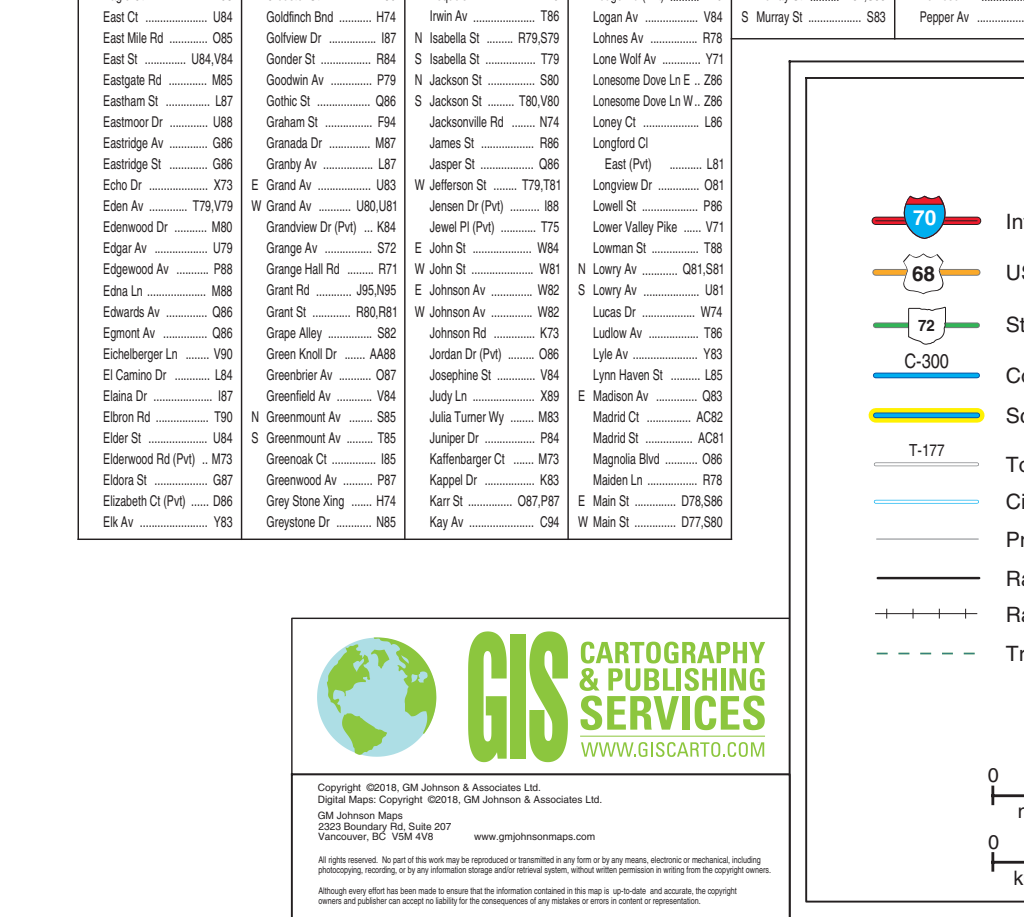 East Ct ................ U84
East Mile Rd ............. O85
East St .............. U84,V84
Eastgate Rd .............. M85
Eastham St ............... L87
Eastmoor Dr ............. U88
Eastridge Av ............. G86
Eastridge St .............. G86
Echo Dr .................... X73
Eden Av ............ T79,V79
Edenwood Dr ........... M80
Edgar Av .................. U79
Edgewood Av ........... P88
Edna Ln .................... M88
Edwards Av .............. Q86
Egmont Av ................ Q86
Eichelberger Ln ........ V90
El Camino Dr ............ L84
Elaina Dr .................... I87
Elbron Rd ................. T90
Elder St .................... U84
Elderwood Rd (Pvt) .. M73
Eldora St .................. G87
Elizabeth Ct (Pvt) ...... D86
Elk Av ....................... Y83
Goldfinch Bnd ........... H74
Golfview Dr ................ I87
Gonder St ................. R84
Goodwin Av .............. P79
Gothic St .................. Q86
Graham St ................ F94
Granada Dr ............... M87
Granby Av ................. L87
E Grand Av ................. U83
W Grand Av ........... U80,U81
Grandview Dr (Pvt) ... K84
Grange Av ................ S72
Grange Hall Rd ......... R71
Grant Rd ............ J95,N95
Grant St ............ R80,R81
Grape Alley ............... S82
Green Knoll Dr ....... AA88
Greenbrier Av ........... O87
Greenfield Av ............ V84
N Greenmount Av ........ S85
S Greenmount Av ........ T85
Greenoak Ct ............... I85
Greenwood Av .......... P87
Grey Stone Xing ....... H74
Greystone Dr ............ N85
Irwin Av .................... T86
N Isabella St ......... R79,S79
S Isabella St ............... T79
N Jackson St .............. S80
S Jackson St ........ T80,V80
Jacksonville Rd ........ N74
James St .................. R86
Jasper St .................. Q86
W Jefferson St ........ T79,T81
Jensen Dr (Pvt) ......... I88
Jewel Pl (Pvt) ............ T75
E John St ................... W84
W John St ................... W81
E Johnson Av .............. W82
W Johnson Av .............. W82
Johnson Rd .............. K73
Jordan Dr (Pvt) ......... O86
Josephine St ............. V84
Judy Ln ..................... X89
Julia Turner Wy ........ M83
Juniper Dr ................. P84
Kaffenbarger Ct ....... M73
Kappel Dr ................. K83
Karr St .............. O87,P87
Kay Av ...................... C94
Logan Av .................. V84
Lohnes Av ................ R78
Lone Wolf Av ............. Y71
Lonesome Dove Ln E .. Z86
Lonesome Dove Ln W.. Z86
Loney Ct ................... L86
Longford Cl
East (Pvt) ........... L81
Longview Dr .............. O81
Lowell St .................. P86
Lower Valley Pike ...... V71
Lowman St ................ T88
N Lowry Av ............ Q81,S81
S Lowry Av ................. U81
Lucas Dr .................. W74
Ludlow Av ................. T86
Lyle Av ...................... Y83
Lynn Haven St .......... L85
E Madison Av .............. Q83
Madrid Ct ................ AC82
Madrid St ................ AC81
Magnolia Blvd .......... O86
Maiden Ln ................ R78
E Main St .............. D78,S86
W Main St .............. D77,S80
S Murray St .................. S83
Pepper Av
70
68
72
C-300
T-177
0
0
k
GIS CARTOGRAPHY
& PUBLISHING
SERVICES
WWW.GISCARTO.COM
Copyright ©2018, GM Johnson & Associates Ltd.
Digital Maps: Copyright ©2018, GM Johnson & Associates Ltd.
GM Johnson Maps
2323 Boundary Rd, Suite 207
Vancouver, BC V5M 4V8 www.gmjohnsonmaps.com
All rights reserved. No part of this work may be reproduced or transmitted in any form or by any means, electronic or mechanical, including
photocopying, recording, or by any information storage and/or retrieval system, without written permission in writing from the copyright owners.
Although every effort has been made to ensure that the information contained in this map is up-to-date and accurate, the copyright
owners and publisher can accept no liability for the consequences of any mistakes or errors in content or representation.